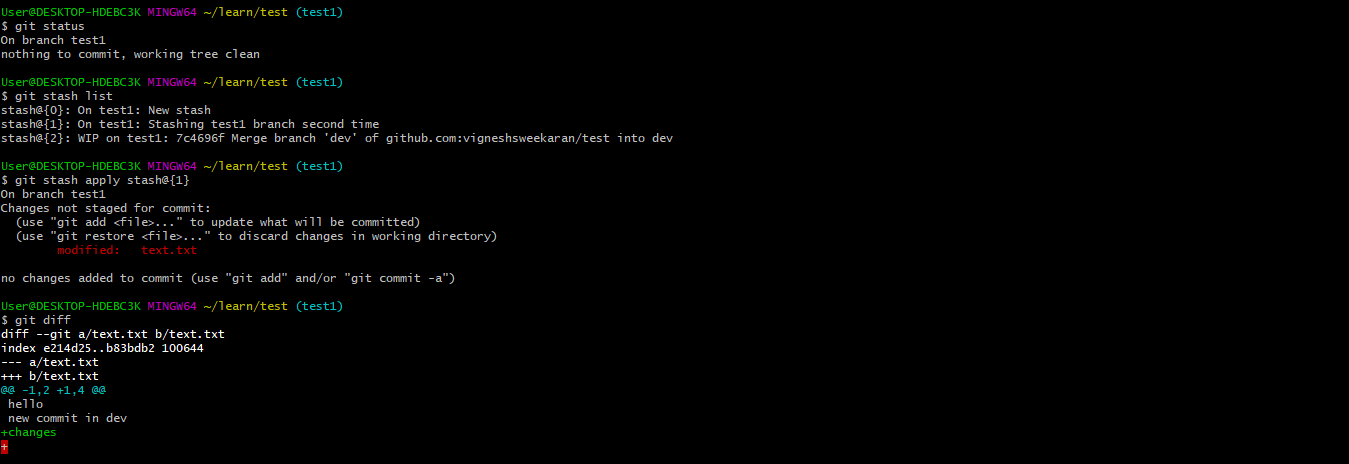 User@DESKTOP-HDEBC3K MINGW64 ~/learn/test (test1)
$ git status
On branch test1
nothing to commit, working tree clean

User@DESKTOP-HDEBC3K MINGW64 ~/learn/test (test1)
$ git stash list
stash@{0}: On test1: New stash
stash@{1}: On test1: Stashing test1 branch second time
stash@{2}: WIP on test1: 7c4696f Merge branch 'dev' of github.com:vigneshsweekaran/test into dev

User@DESKTOP-HDEBC3K MINGW64 ~/learn/test (test1)
$ git stash apply stash@{1}
On branch test1
Changes not staged for commit:
  (use "git add <file>..." to update what will be committed)
  (use "git restore <file>..." to discard changes in working directory)
        modified:   text.txt

no changes added to commit (use "git add" and/or "git commit -a")

User@DESKTOP-HDEBC3K MINGW64 ~/learn/test (test1)
$ git diff
diff --git a/text.txt b/text.txt
index e214d25..b83bdb2 100644
--- a/text.txt
+++ b/text.txt
@@ -1,2 +1,4 @@
 hello
 new commit in dev
+changes
+